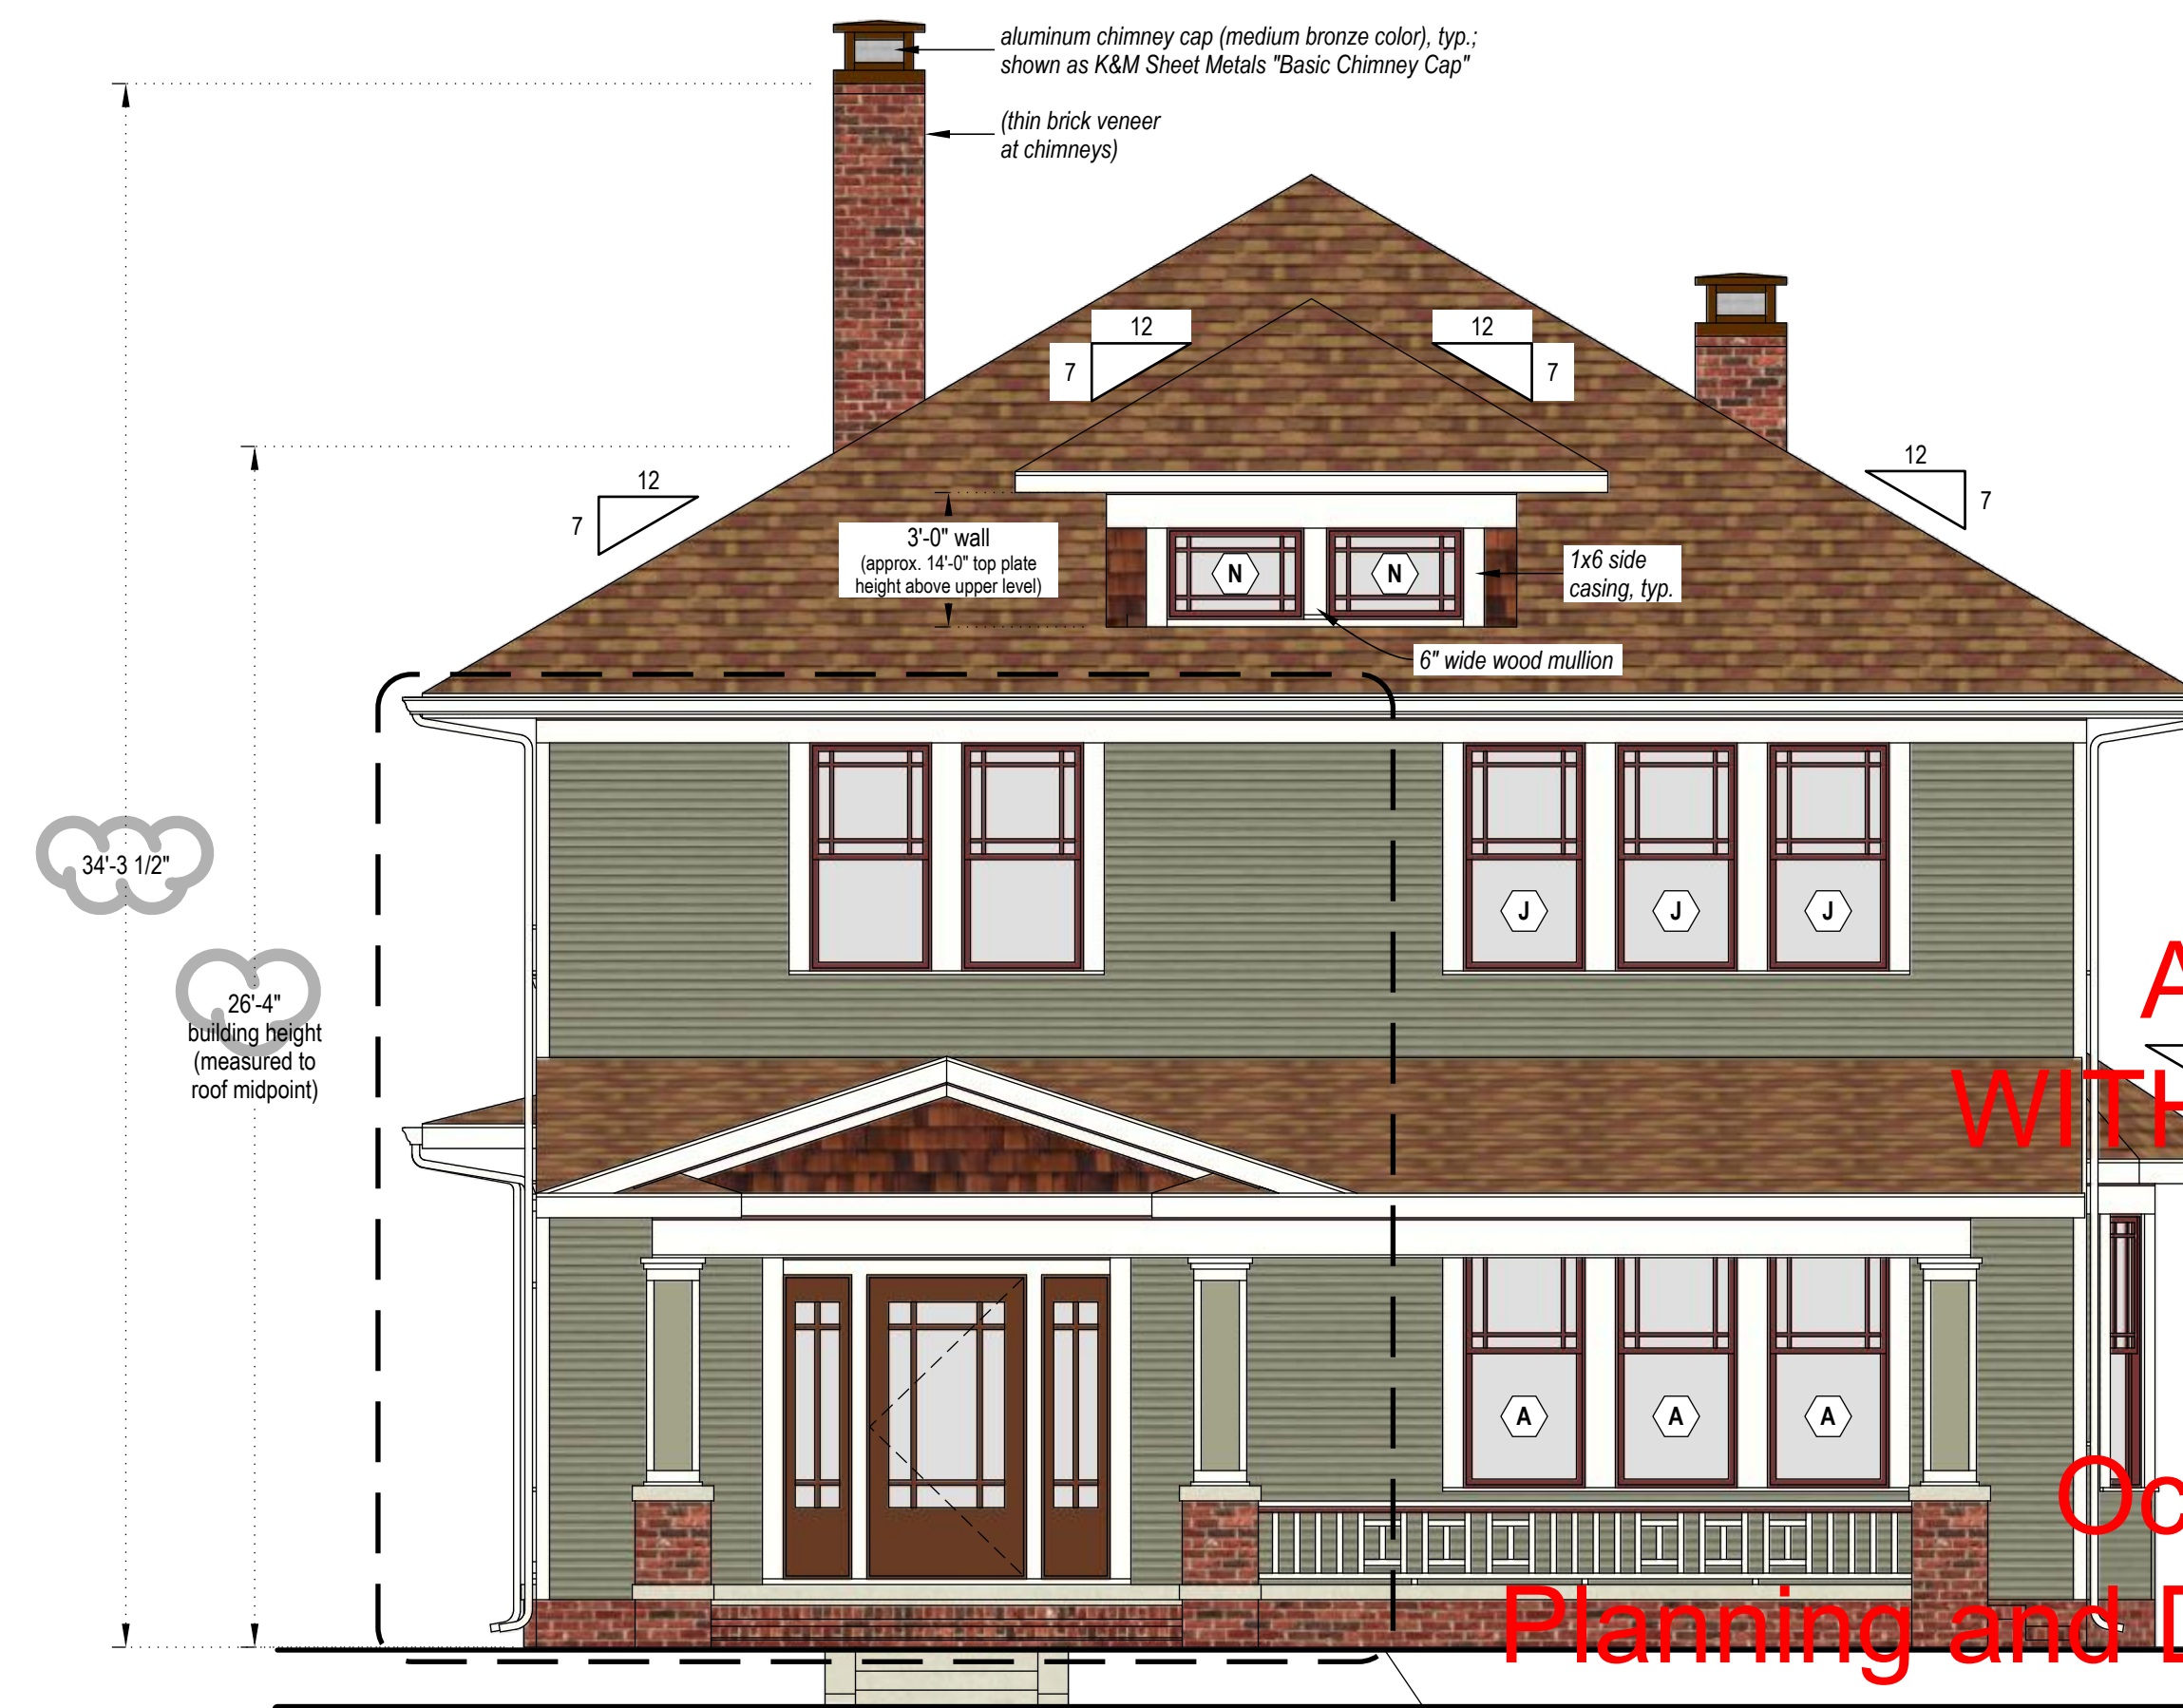 aluminum chimney cap (medium bronze color), typ.;
shown as K&M Sheet Metals "Basic Chimney Cap"
(thin brick veneer
at chimneys)
12
7
12
7
12
7
12
7
3'-0" wall
(approx. 14'-0" top plate
height above upper level)
N
N
1x6 side
casing, typ.
6" wide wood mullion
34'-3 1/2"
26'-4"
building height
(measured to
roof midpoint)
J
J
J
A
WITH
A
A
A
Oc
Planning and D